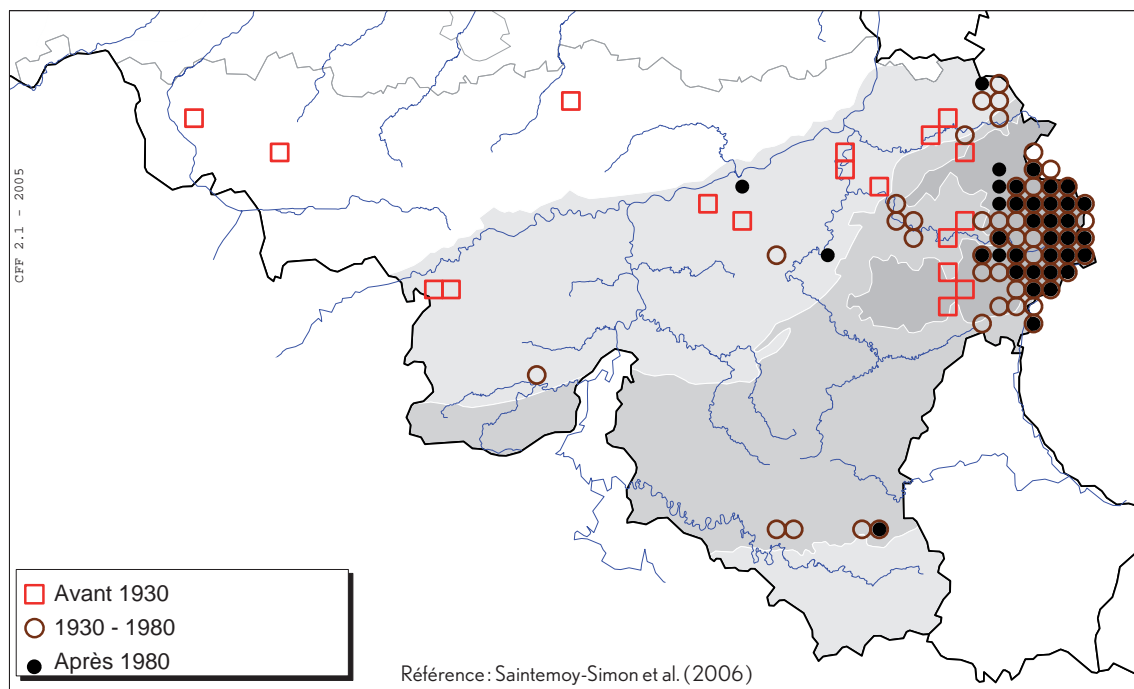 CFF 2.1 - 2005
Avant 1930
1930 - 1980
Après 1980
Référence: Saintemoy-Simon et al. (2006)